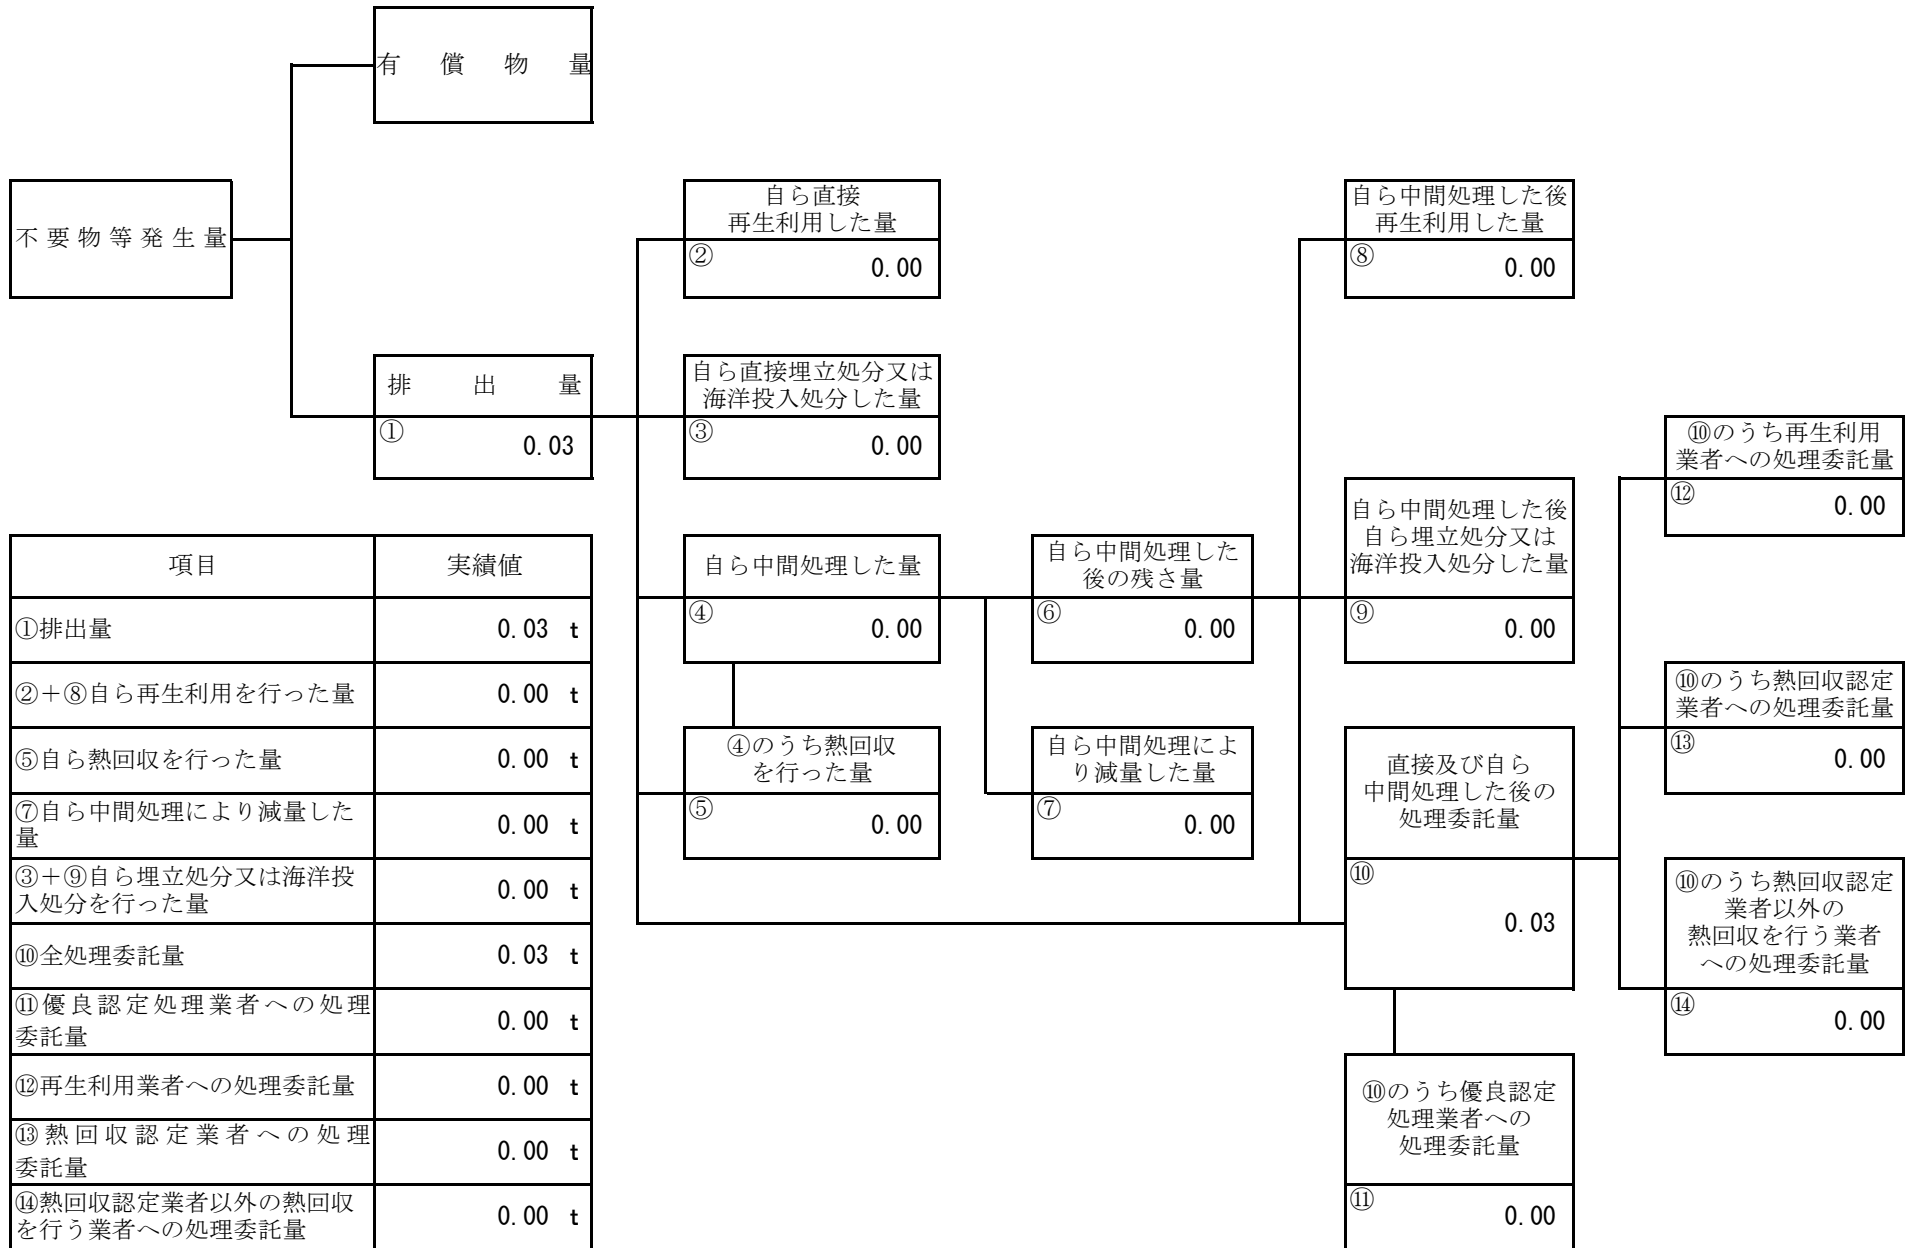 有償物量
不要物等発生量
自ら直接
再生利用した量
②
0.00
自ら中間処理した後
再生利用した量
⑧
0.00
排出量
①
0.03
自ら直接埋立処分又は
海洋投入処分した量
③
0.00
⑩のうち再生利用
業者への処理委託量
⑫
0.00
自ら中間処理した量
④
0.00
自ら中間処理した
後の残さ量
⑥
0.00
自ら中間処理した後
自ら埋立処分又は
海洋投入処分した量
⑨
0.00
⑩のうち熱回収認定
業者への処理委託量
⑬
0.00
④のうち熱回収
を行った量
⑤
0.00
自ら中間処理によ
り減量した量
⑦
0.00
直接及び自ら
中間処理した後の
処理委託量
⑩
0.03
⑩のうち熱回収認定
業者以外の
熱回収を行う業者
への処理委託量
⑭
0.00
⑩のうち優良認定
処理業者への
処理委託量
⑪
0.00
項目 実績値
①排出量 0.03 t
②＋⑧自ら再生利用を行った量 0.00 t
⑤自ら熱回収を行った量 0.00 t
⑦自ら中間処理により減量した
量 0.00 t
③＋⑨自ら埋立処分又は海洋投
入処分を行った量 0.00 t
⑩全処理委託量 0.03 t
⑪優良認定処理業者への処理
委託量 0.00 t
⑫再生利用業者への処理委託量 0.00 t
⑬熱回収認定業者への処理
委託量 0.00 t
⑭熱回収認定業者以外の熱回収
を行う業者への処理委託量 0.00 t